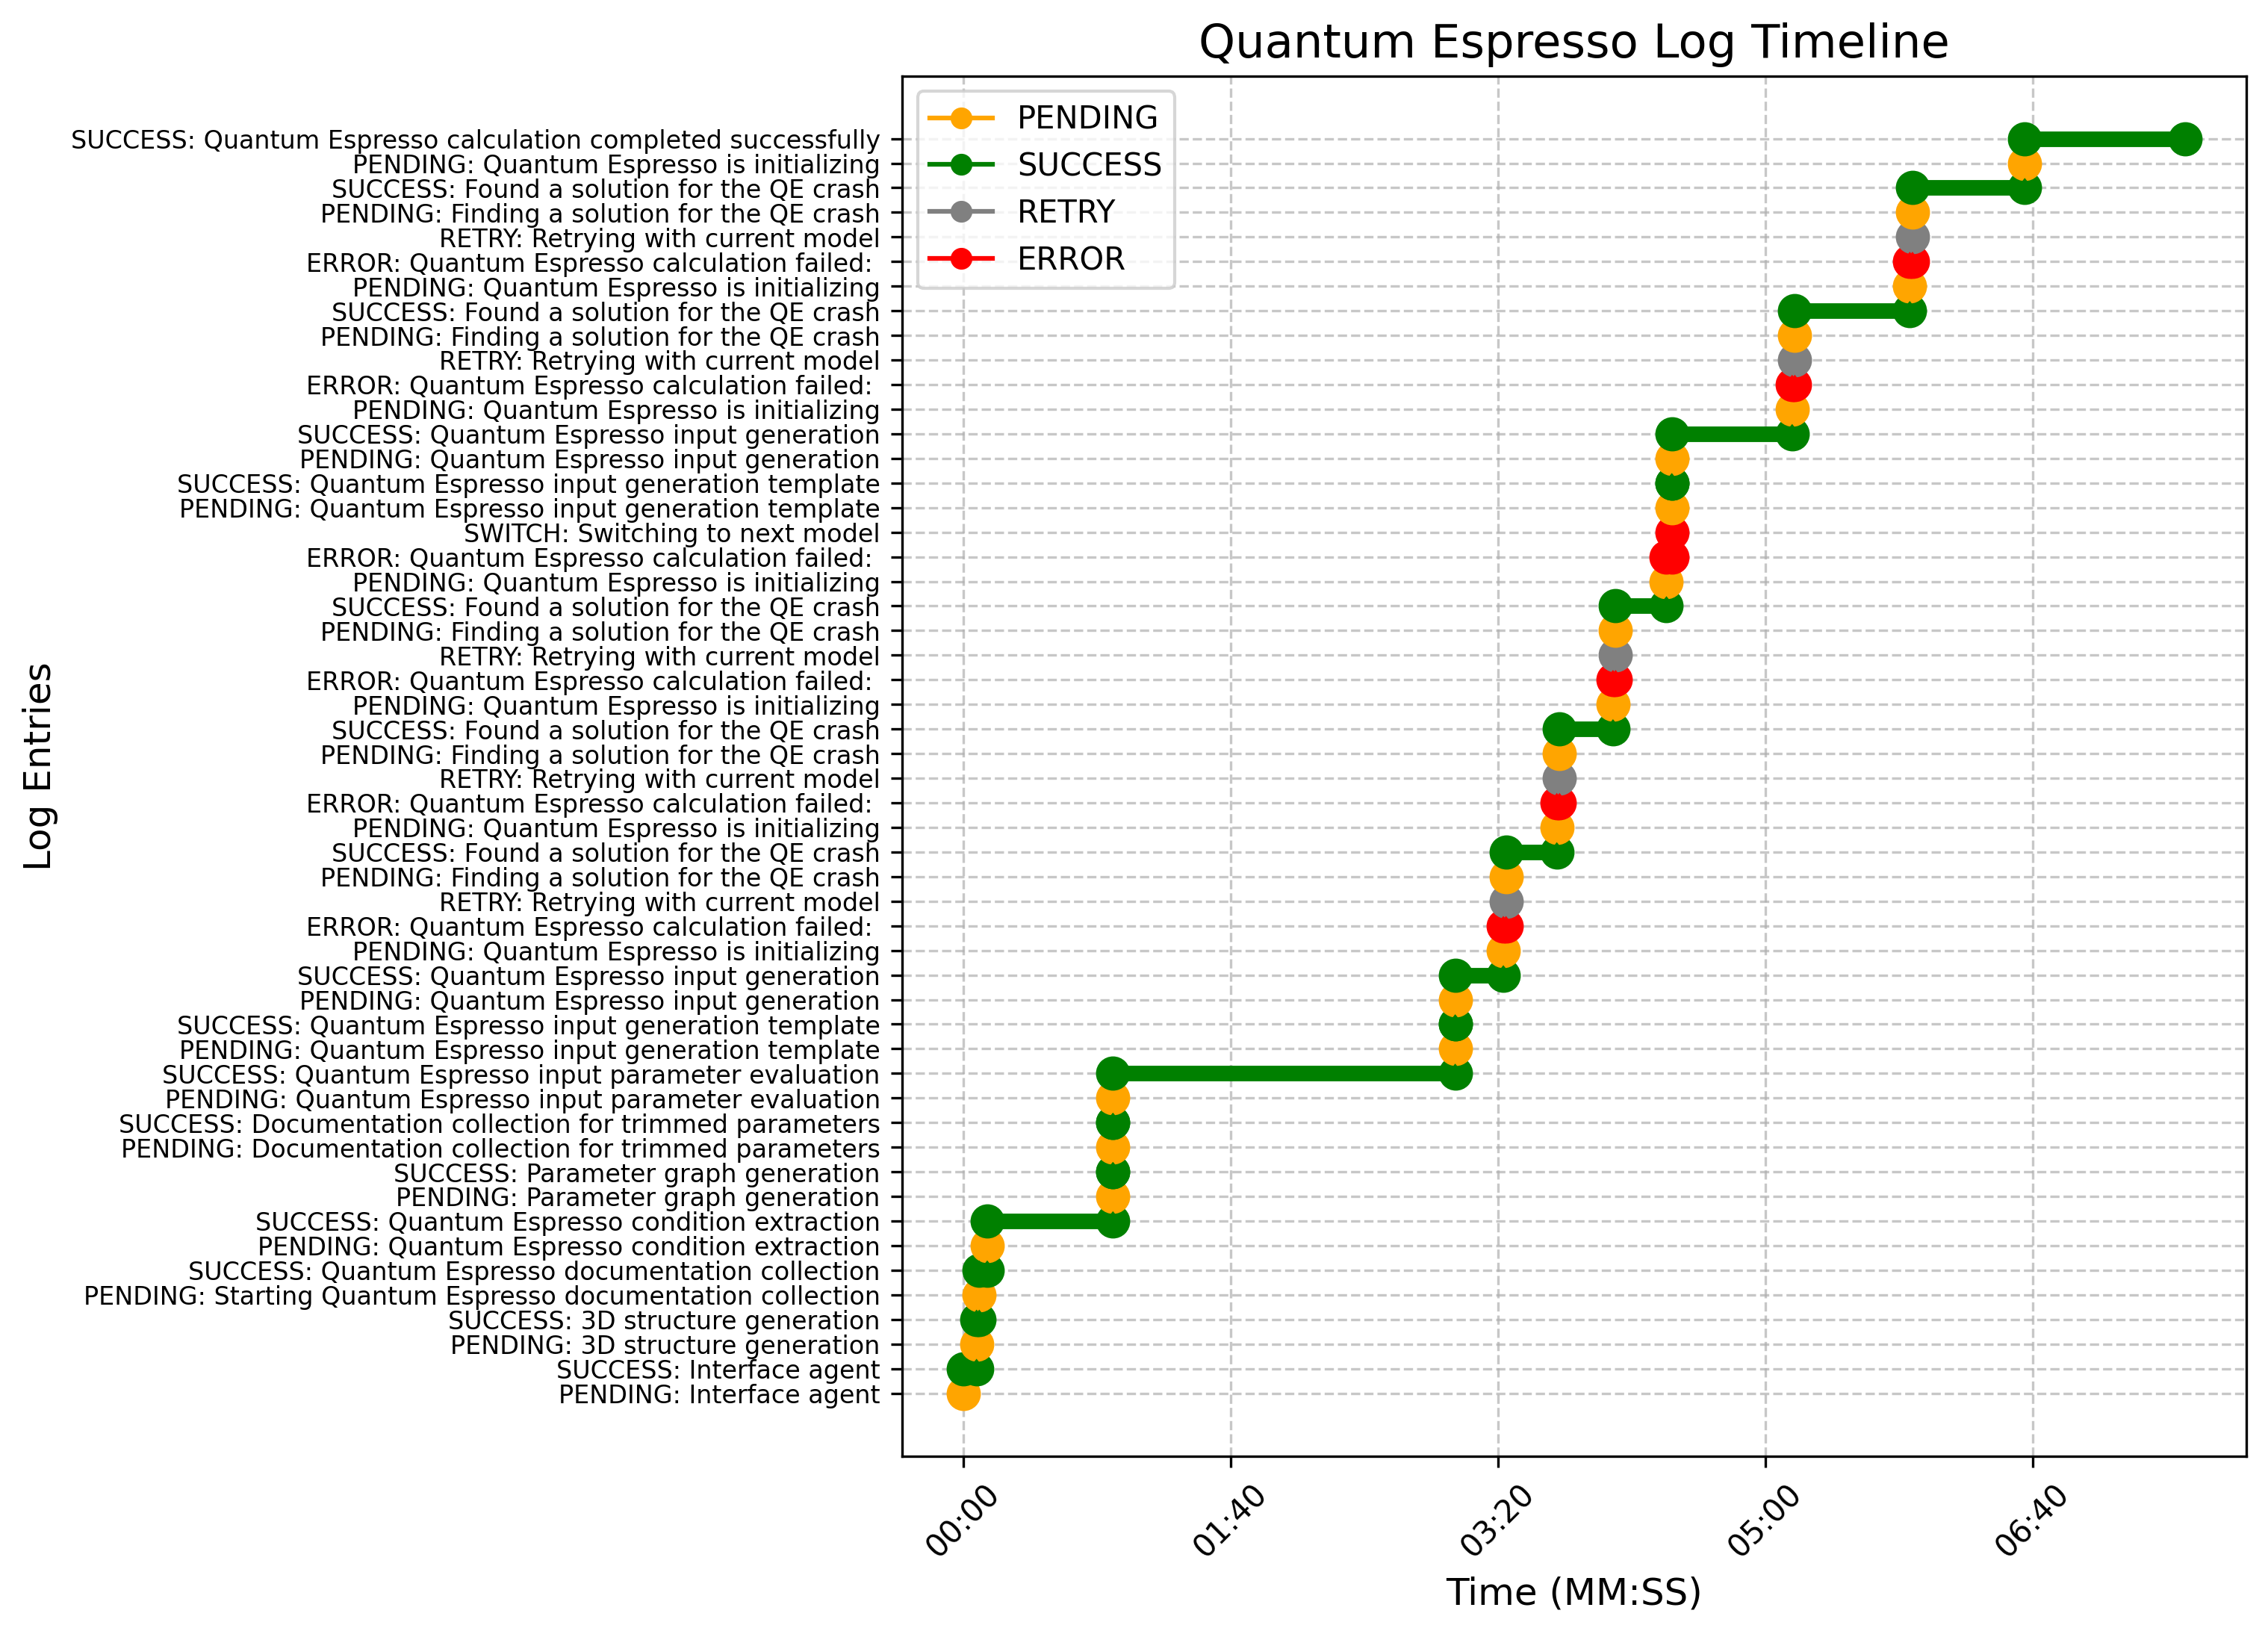 Quantum Espresso Log Timeline
PENDING
SUCCESS
RETRY
ERROR
SUCCESS: Quantum Espresso calculation completed successfully
PENDING: Quantum Espresso is initializing
SUCCESS: Found a solution for the QE crash
PENDING: Finding a solution for the QE crash
RETRY: Retrying with current model
ERROR: Quantum Espresso calculation failed:
PENDING: Quantum Espresso is initializing
SUCCESS: Found a solution for the QE crash
PENDING: Finding a solution for the QE crash
RETRY: Retrying with current model
ERROR: Quantum Espresso calculation failed:
PENDING: Quantum Espresso is initializing
SUCCESS: Quantum Espresso input generation
PENDING: Quantum Espresso input generation
SUCCESS: Quantum Espresso input generation template
PENDING: Quantum Espresso input generation template
SWITCH: Switching to next model
ERROR: Quantum Espresso calculation failed:
PENDING: Quantum Espresso is initializing
SUCCESS: Found a solution for the QE crash
PENDING: Finding a solution for the QE crash
RETRY: Retrying with current model
ERROR: Quantum Espresso calculation failed:
PENDING: Quantum Espresso is initializing
SUCCESS: Found a solution for the QE crash
PENDING: Finding a solution for the QE crash
RETRY: Retrying with current model
ERROR: Quantum Espresso calculation failed:
PENDING: Quantum Espresso is initializing
SUCCESS: Found a solution for the QE crash
PENDING: Finding a solution for the QE crash
RETRY: Retrying with current model
ERROR: Quantum Espresso calculation failed:
PENDING: Quantum Espresso is initializing
SUCCESS: Quantum Espresso input generation
PENDING: Quantum Espresso input generation
SUCCESS: Quantum Espresso input generation template
PENDING: Quantum Espresso input generation template
SUCCESS: Quantum Espresso input parameter evaluation
PENDING: Quantum Espresso input parameter evaluation
SUCCESS: Documentation collection for trimmed parameters
PENDING: Documentation collection for trimmed parameters
SUCCESS: Parameter graph generation
PENDING: Parameter graph generation
SUCCESS: Quantum Espresso condition extraction
PENDING: Quantum Espresso condition extraction
SUCCESS: Quantum Espresso documentation collection
PENDING: Starting Quantum Espresso documentation collection
SUCCESS: 3D structure generation
PENDING: 3D structure generation
SUCCESS: Interface agent
PENDING: Interface agent
Log Entries
00:00
01:40
03:20
05:00
06:40
Time (MM:SS)